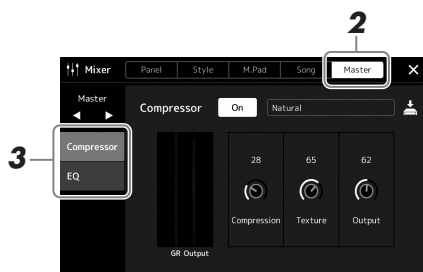 2
Mixer Panel Style M.Pad Song Master
Master
Compressor On Natural
3
Compressor
EQ
28 65 62
Compression Texture Output
GR Output